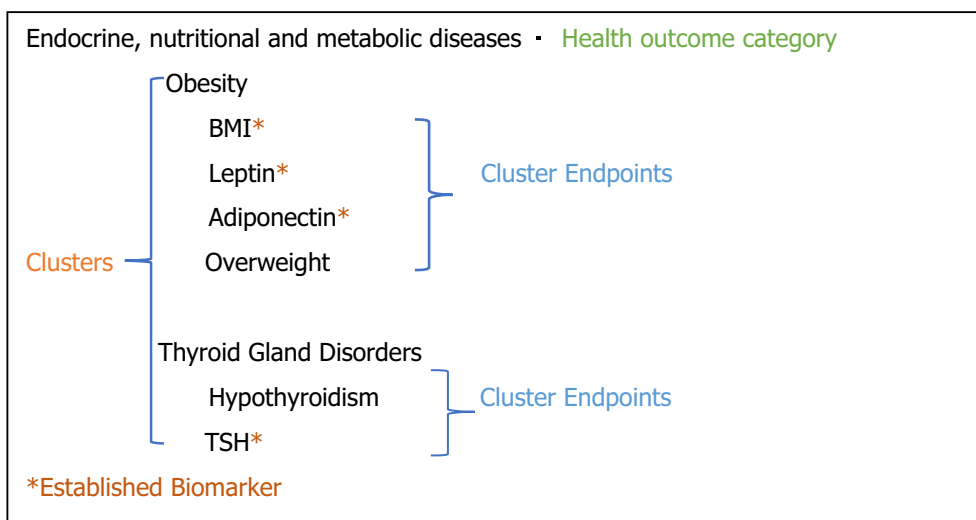 Endocrine, nutritional and metabolic diseases · Health outcome category
Obesity
BMI*
Leptin* Cluster Endpoints
Adiponectin*
Clusters Overweight
Thyroid Gland Disorders
Hypothyroidism Cluster Endpoints
TSH*
*Established Biomarker